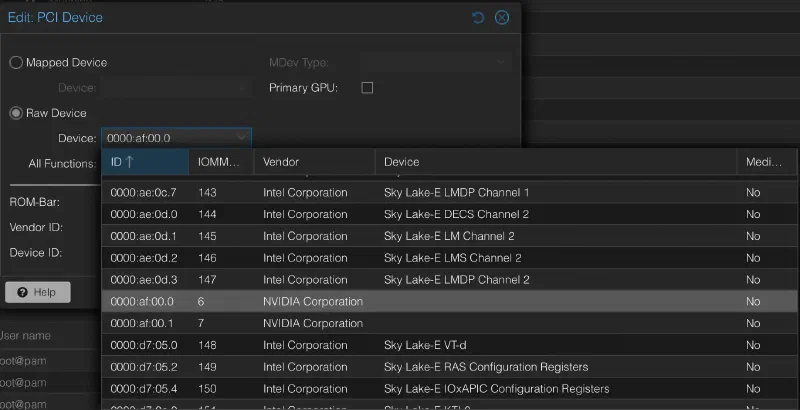 Edit: PCI Device
Mapped Device
MDev Type:
Device:
Primary GPU:
Raw Device
Device: 0000:af:00.0
All Functions:
ID IOMM... Vendor Device Medi...
0000:ae:0c.7 143 Intel Corporation Sky Lake-E LMDP Channel 1 No
0000:ae:0d.0 144 Intel Corporation Sky Lake-E DECS Channel 2 No
0000:ae:0d.1 145 Intel Corporation Sky Lake-E LM Channel 2 No
0000:ae:0d.2 146 Intel Corporation Sky Lake-E LMS Channel 2 No
0000:ae:0d.3 147 Intel Corporation Sky Lake-E LMDP Channel 2 No
0000:af:00.0 6 NVIDIA Corporation No
0000:af:00.1 7 NVIDIA Corporation No
0000:d7:05.0 148 Intel Corporation Sky Lake-E VT-d No
0000:d7:05.2 149 Intel Corporation Sky Lake-E RAS Configuration Registers No
0000:d7:05.4 150 Intel Corporation Sky Lake-E IOxAPIC Configuration Registers No
ROM-Bar:
Vendor ID:
Device ID:
Help
User name
oot@pam
oot@pam
oot@pam